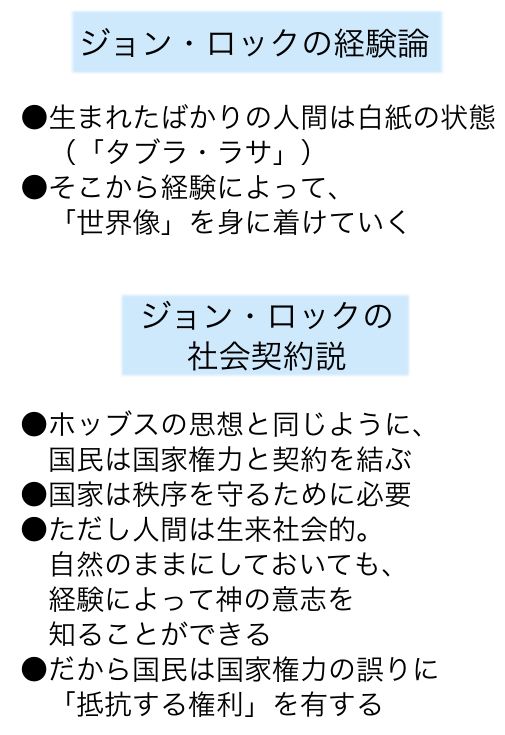 ジョン・ロックの経験論
●生まれたばかりの人間は白紙の状態
（「タブラ・ラサ」）
●そこから経験によって、
「世界像」を身に着けていく
ジョン・ロックの
社会契約説
●ホッブスの思想と同じように、
国民は国家権力と契約を結ぶ
●国家は秩序を守るために必要
●ただし人間は生来社会的。
自然のままにしておいても、
経験によって神の意志を
知ることができる
●だから国民は国家権力の誤りに
「抵抗する権利」を有する